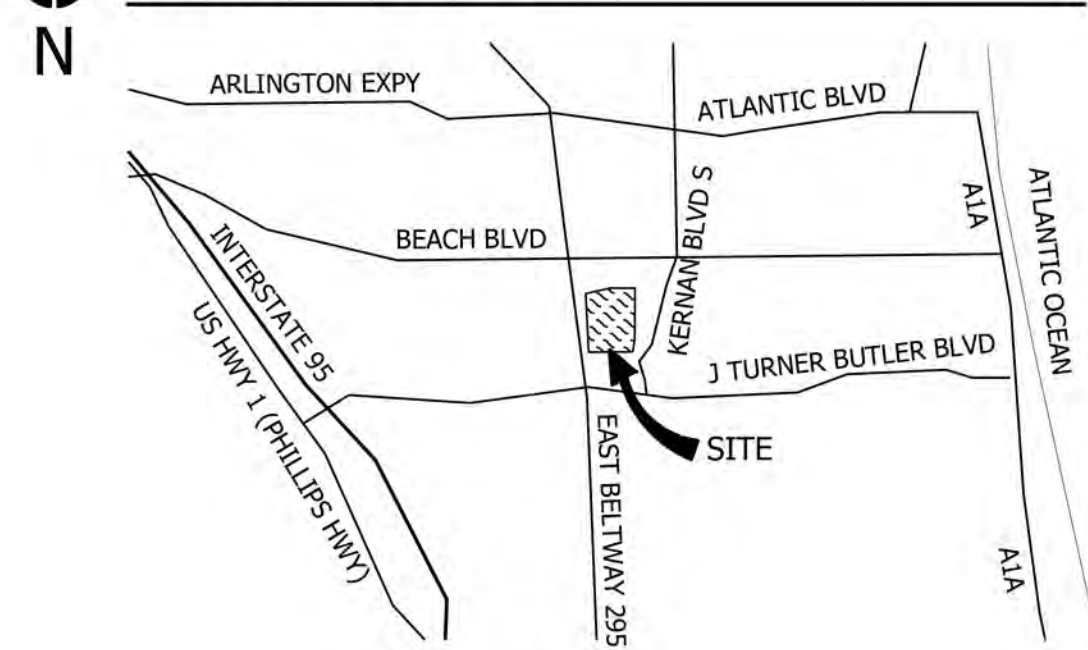 N
ARLINGTON EXPY
ATLANTIC BLVD
A1A
ATLANTIC OCEAN
KERNAN BLVD S
BEACH BLVD
INTERSTATE 95
US HWY 1 (PHILLIPS HWY)
J TURNER BUTLER BLVD
SITE
EAST BELTWAY 295
A1A